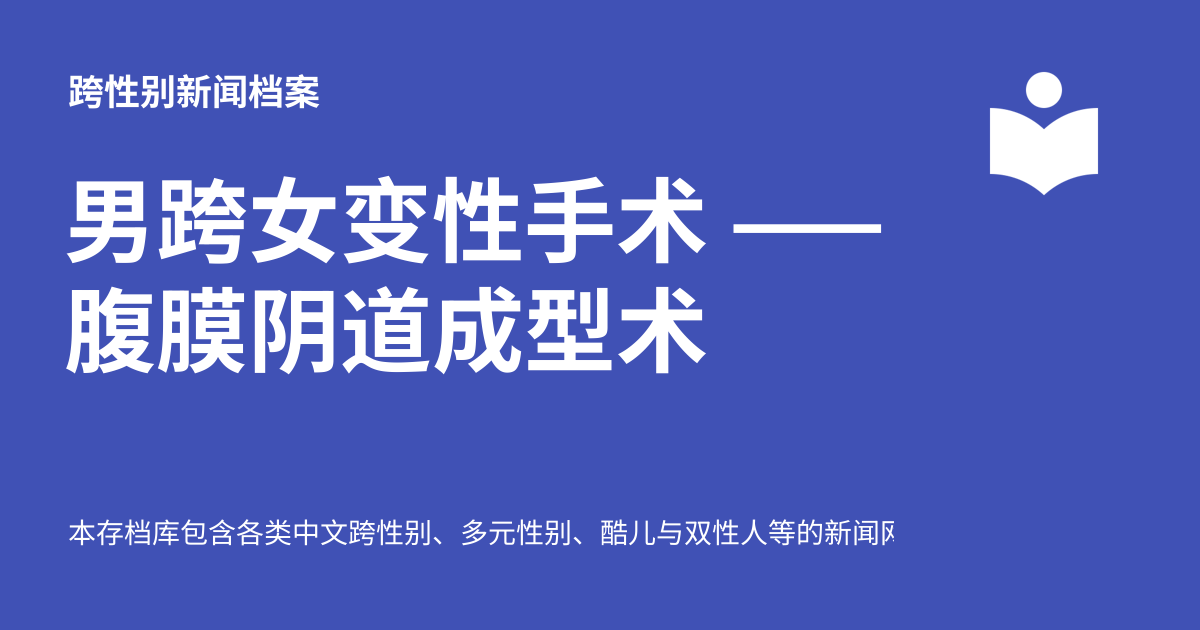 跨性别新闻档案
男跨女变性手术 ——
腹膜阴道成型术
本存档库包含各类中文跨性别、多元性别、酷儿与双性人等的新闻